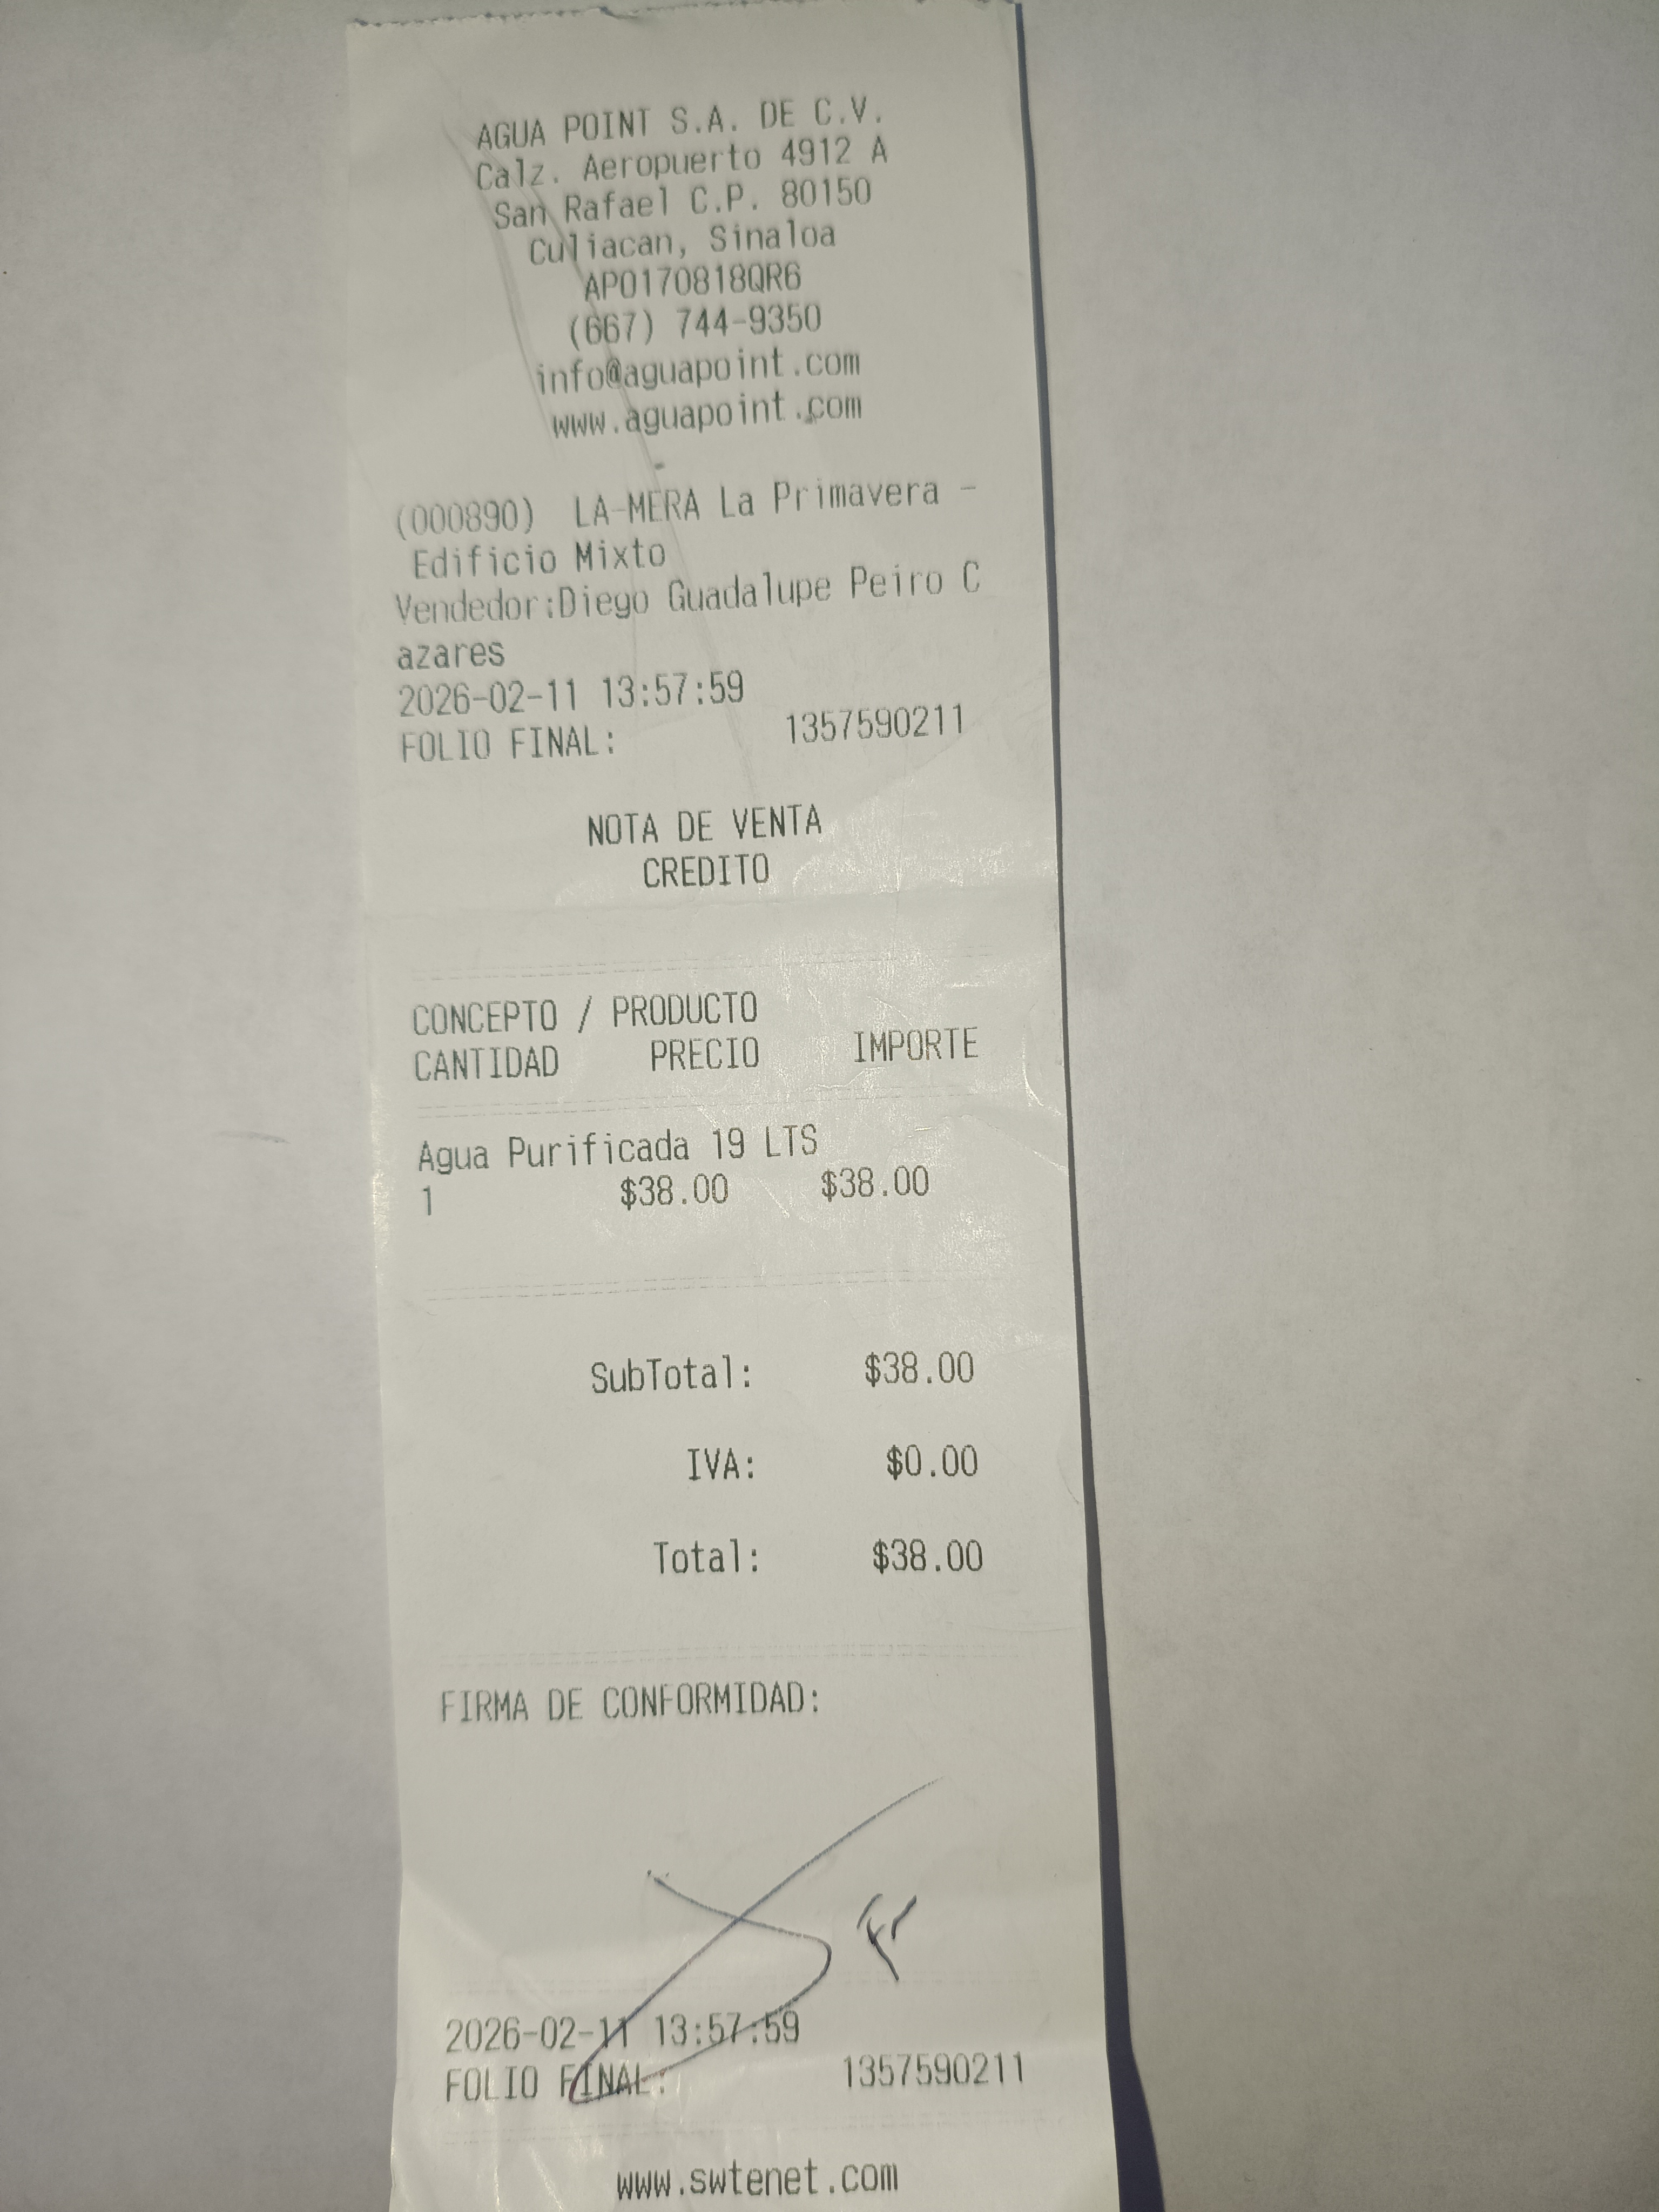 AGUA POINT S.A. DE C.V.
Calz. Aeropuerto 4912 A
San Rafael C.P. 80150
Culiacan, Sinaloa
APO170818QR6
(667) 744-9350
info@aguapoint.com
www.aguapoint.com
(000890) LA-MERA La Primavera -
Edificio Mixto
Vendedor:Diego Guadalupe Peiro C
azares
2026-02-11 13:57:59
FOLIO FINAL: 1357590211
NOTA DE VENTA
CREDITO
CONCEPTO / PRODUCTO
CANTIDAD PRECIO IMPORTE
Agua Purificada 19 LTS
1 $38.00 $38.00
SubTotal: $38.00
IVA: $0.00
Total: $38.00
FIRMA DE CONFORMIDAD:
2026-02-11 13:57:59
FOLIO FINAL: 1357590211
www.swtenet.com